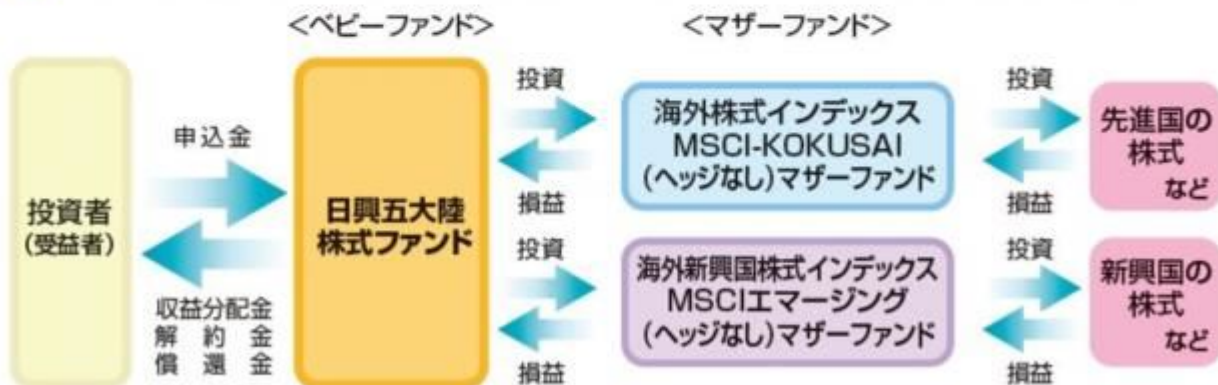 <ベビーファンド>
<マザーファンド>
投資者
(受益者)
申込金
収益分配金
解約金
償還金
日興五大陸
株式ファンド
投資
損益
投資
損益
海外株式インデックス
MSCI-KOKUSAI
(ヘッジなし)マザーファンド
海外新興国株式インデックス
MSCIエマージング
(ヘッジなし)マザーファンド
投資
損益
投資
損益
先進国の
株式
など
新興国の
株式
など